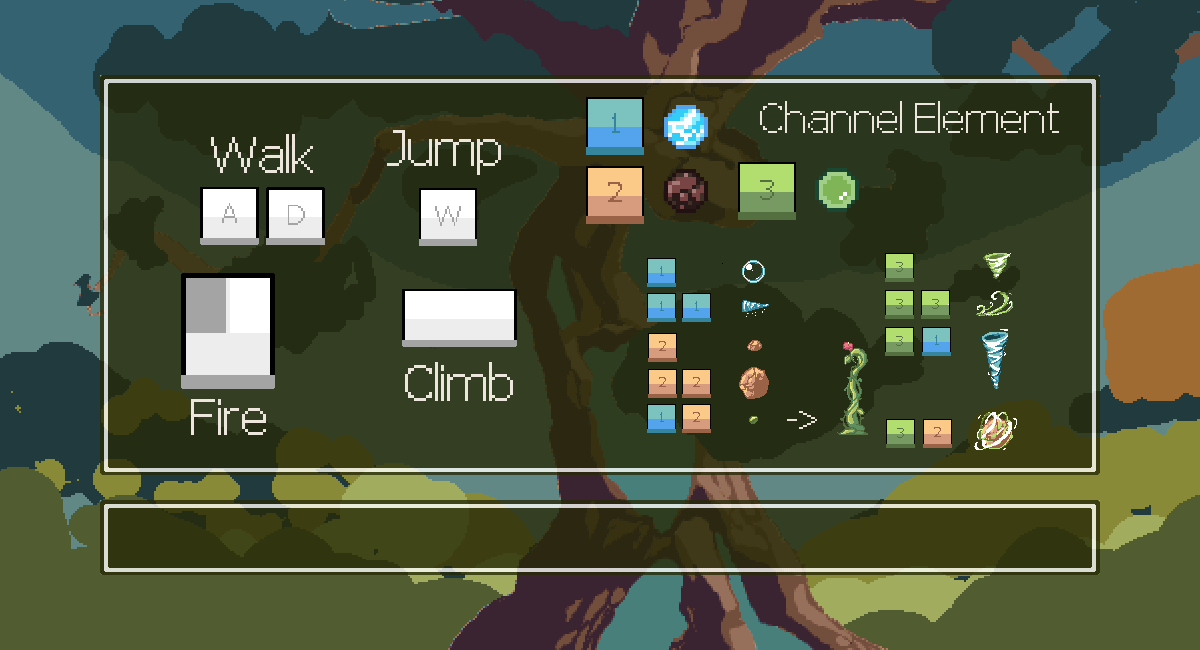 Walk
A D
Jump
W
Fire
Climb
Channel Element
1
2 3
1
1 1
2
2 2
1 2 ->
3
3 3
3 1
3 2